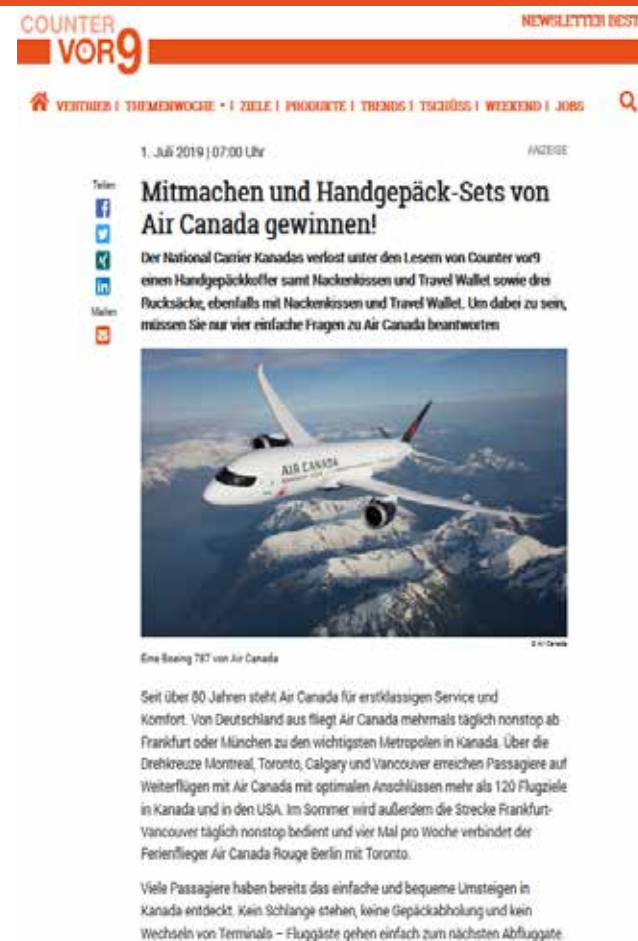 COUNTER
VOR9
NEWSLETTER BEST
VERTRIEB | THEMENWOCHE | ZIELE | PRODUKTE | TRENDS | TSCHÜSS | WEEKEND | JOBS
1. Juli 2019 | 07:00 Uhr
ANZEIGE
Teilen
Mailen
Mitmachen und Handgepäck-Sets von
Air Canada gewinnen!
Der National Carrier Kanadas verlost unter den Lesern von Counter vor9
einen Handgepäckkoffer samt Nackenkissen und Travel Wallet sowie drei
Rucksäcke, ebenfalls mit Nackenkissen und Travel Wallet. Um dabei zu sein,
müssen Sie nur vier einfache Fragen zu Air Canada beantworten
AIR CANADA
© Air Canada
Eine Boeing 787 von Air Canada
Seit über 80 Jahren steht Air Canada für erstklassigen Service und
Komfort. Von Deutschland aus fliegt Air Canada mehrmals täglich nonstop ab
Frankfurt oder München zu den wichtigsten Metropolen in Kanada. Über die
Drehkreuze Montreal, Toronto, Calgary und Vancouver erreichen Passagiere auf
Weiterflügen mit Air Canada mit optimalen Anschlüssen mehr als 120 Flugziele
in Kanada und in den USA. Im Sommer wird außerdem die Strecke Frankfurt-
Vancouver täglich nonstop bedient und vier Mal pro Woche verbindet der
Ferienflieger Air Canada Rouge Berlin mit Toronto.
Viele Passagiere haben bereits das einfache und bequeme Umsteigen in
Kanada entdeckt. Kein Schlange stehen, keine Gepäckabholung und kein
Wechseln von Terminals – Fluggäste gehen einfach zum nächsten Abfluggate.